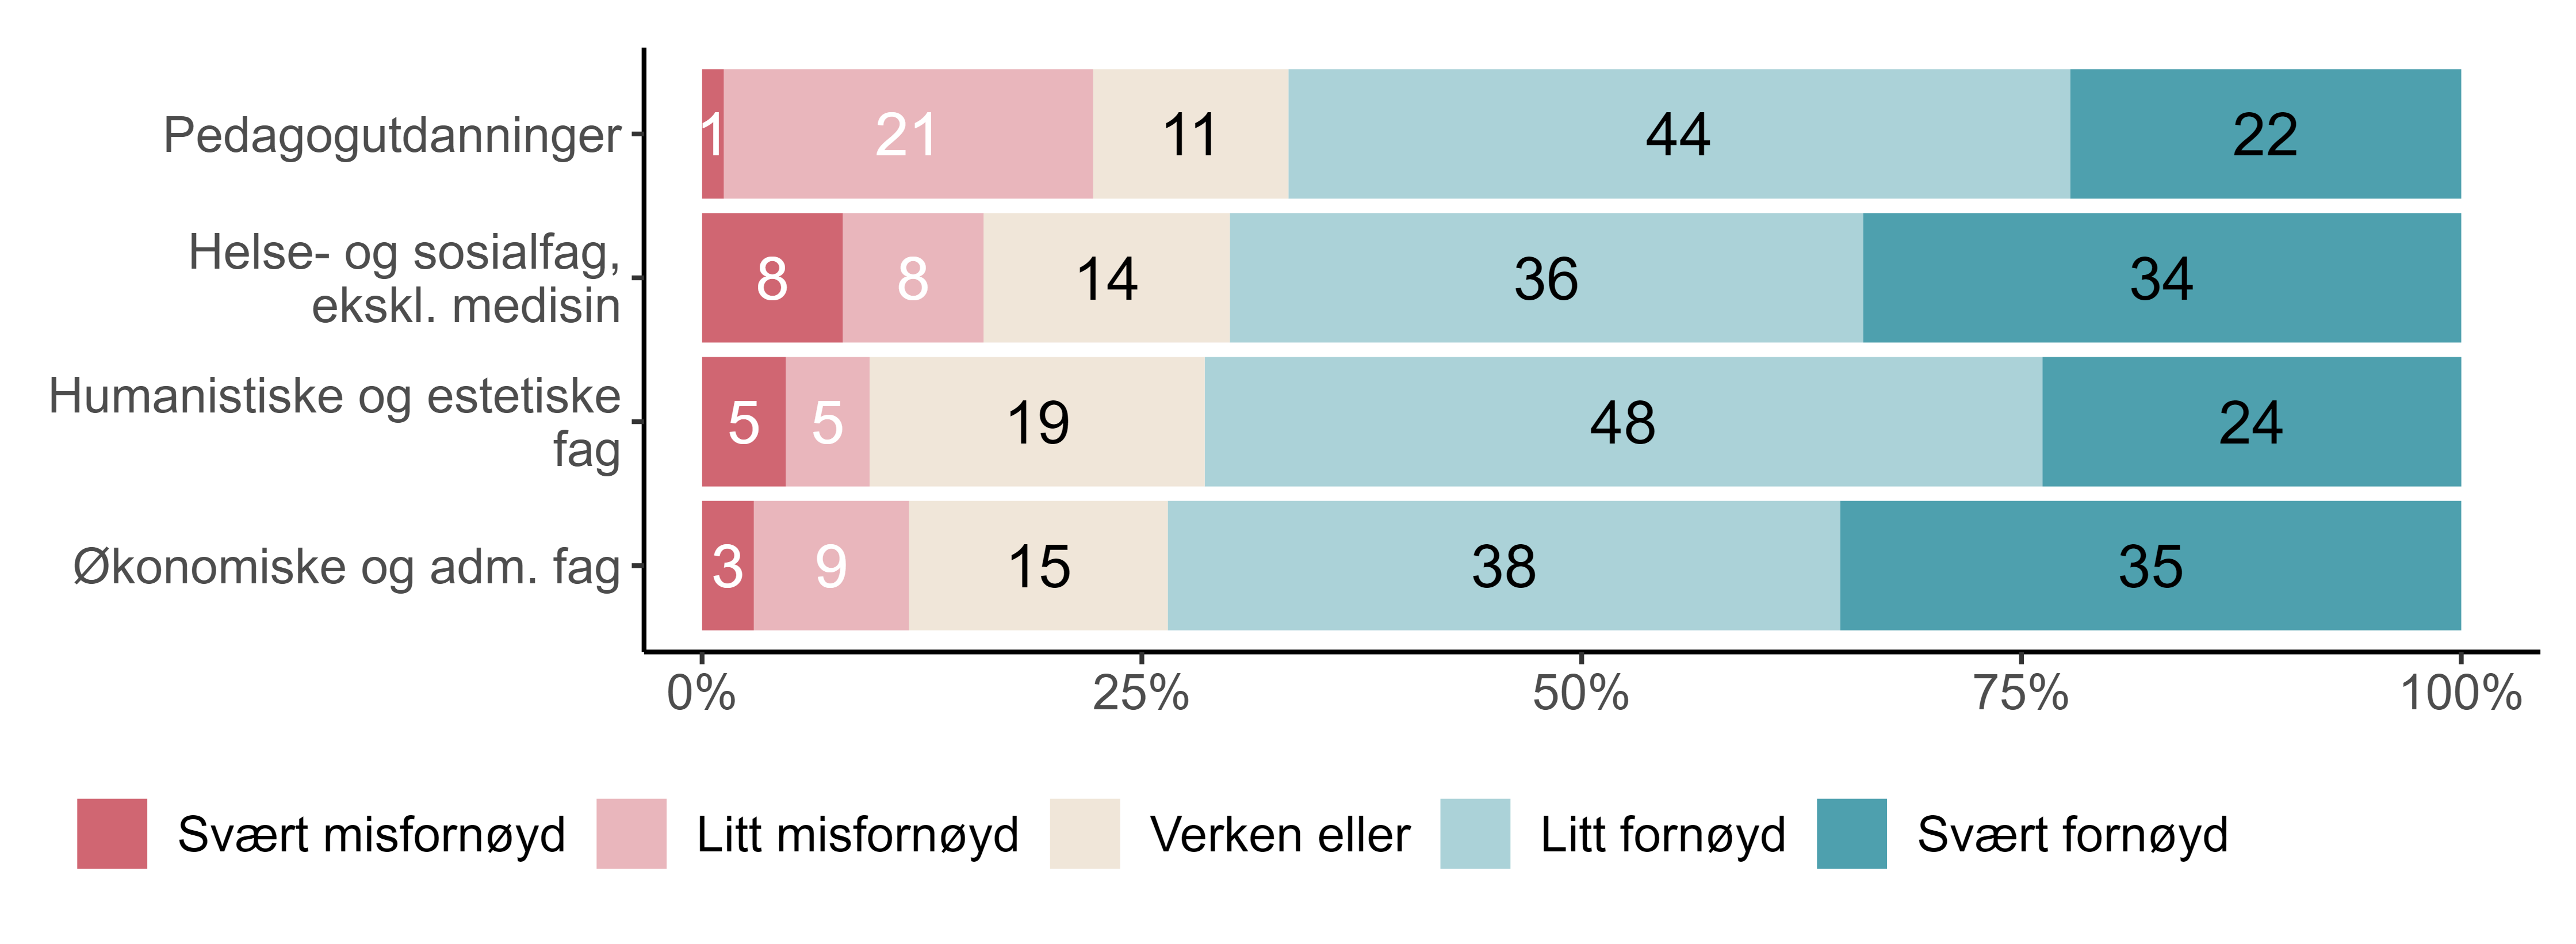 Pedagogutdanninger
1 21 11 44 22
Helse- og sosialfag,
ekskl. medisin
8 8 14 36 34
Humanistiske og estetiske
fag
5 5 19 48 24
Økonomiske og adm. fag
3 9 15 38 35
0% 25% 50% 75% 100%
Svært misfornøyd Litt misfornøyd Verken eller Litt fornøyd Svært fornøyd